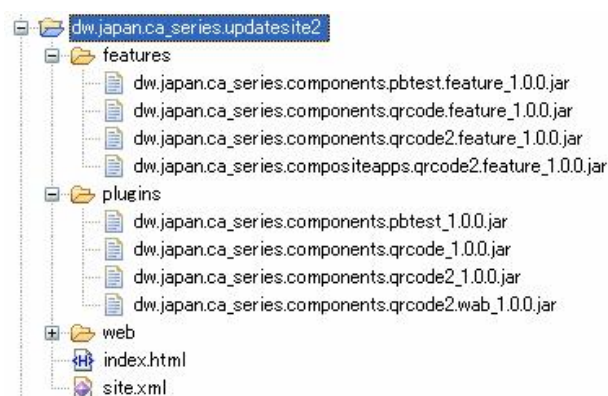 dw.japan.ca_series.updatesite2
features
dw.japan.ca_series.components.pbtest.feature_1.0.0.jar
dw.japan.ca_series.components.qrcode.feature_1.0.0.jar
dw.japan.ca_series.components.qrcode2.feature_1.0.0.jar
dw.japan.ca_series.compositeapps.qrcode2.feature_1.0.0.jar
plugins
dw.japan.ca_series.components.pbtest_1.0.0.jar
dw.japan.ca_series.components.qrcode_1.0.0.jar
dw.japan.ca_series.components.qrcode2_1.0.0.jar
dw.japan.ca_series.components.qrcode2.wab_1.0.0.jar
web
index.html
site.xml